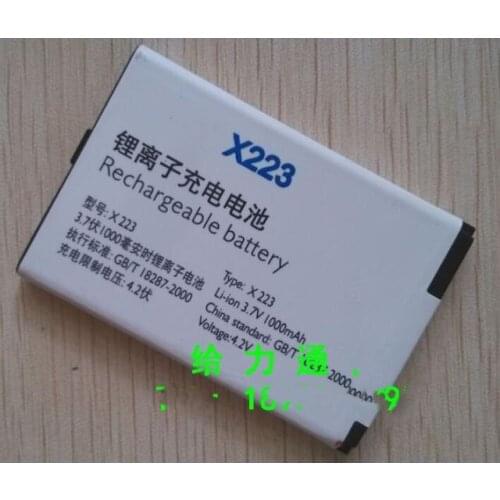 X223
锂离子充电电池
Rechargeable battery
型号: X 223
3.7伏1000毫安时锂离子电池
执行标准: GB/T 18287-2000
充电限制电压: 4.2伏
Type: X 223
Li-ion 3.7V 1000mAh
China standard: GB/T 2000
Voltage: 4.2V
给力通